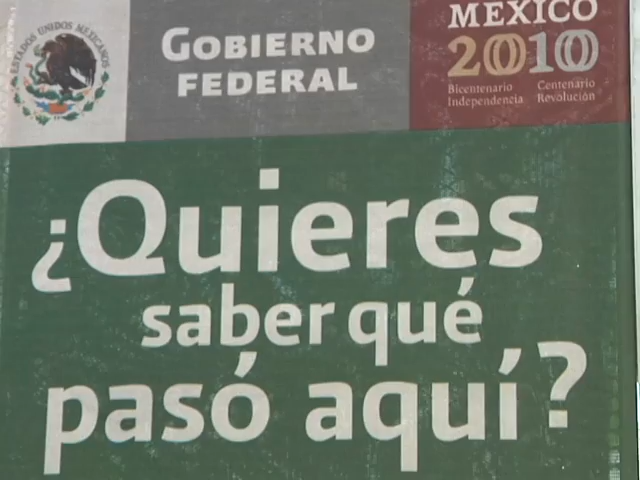 ESTADOS UNIDOS MEXICANOS
GOBIERNO
FEDERAL
MEXICO
2010
Bicentenario Centenario
Independencia Revolución
¿Quieres
saber qué
pasó aquí?